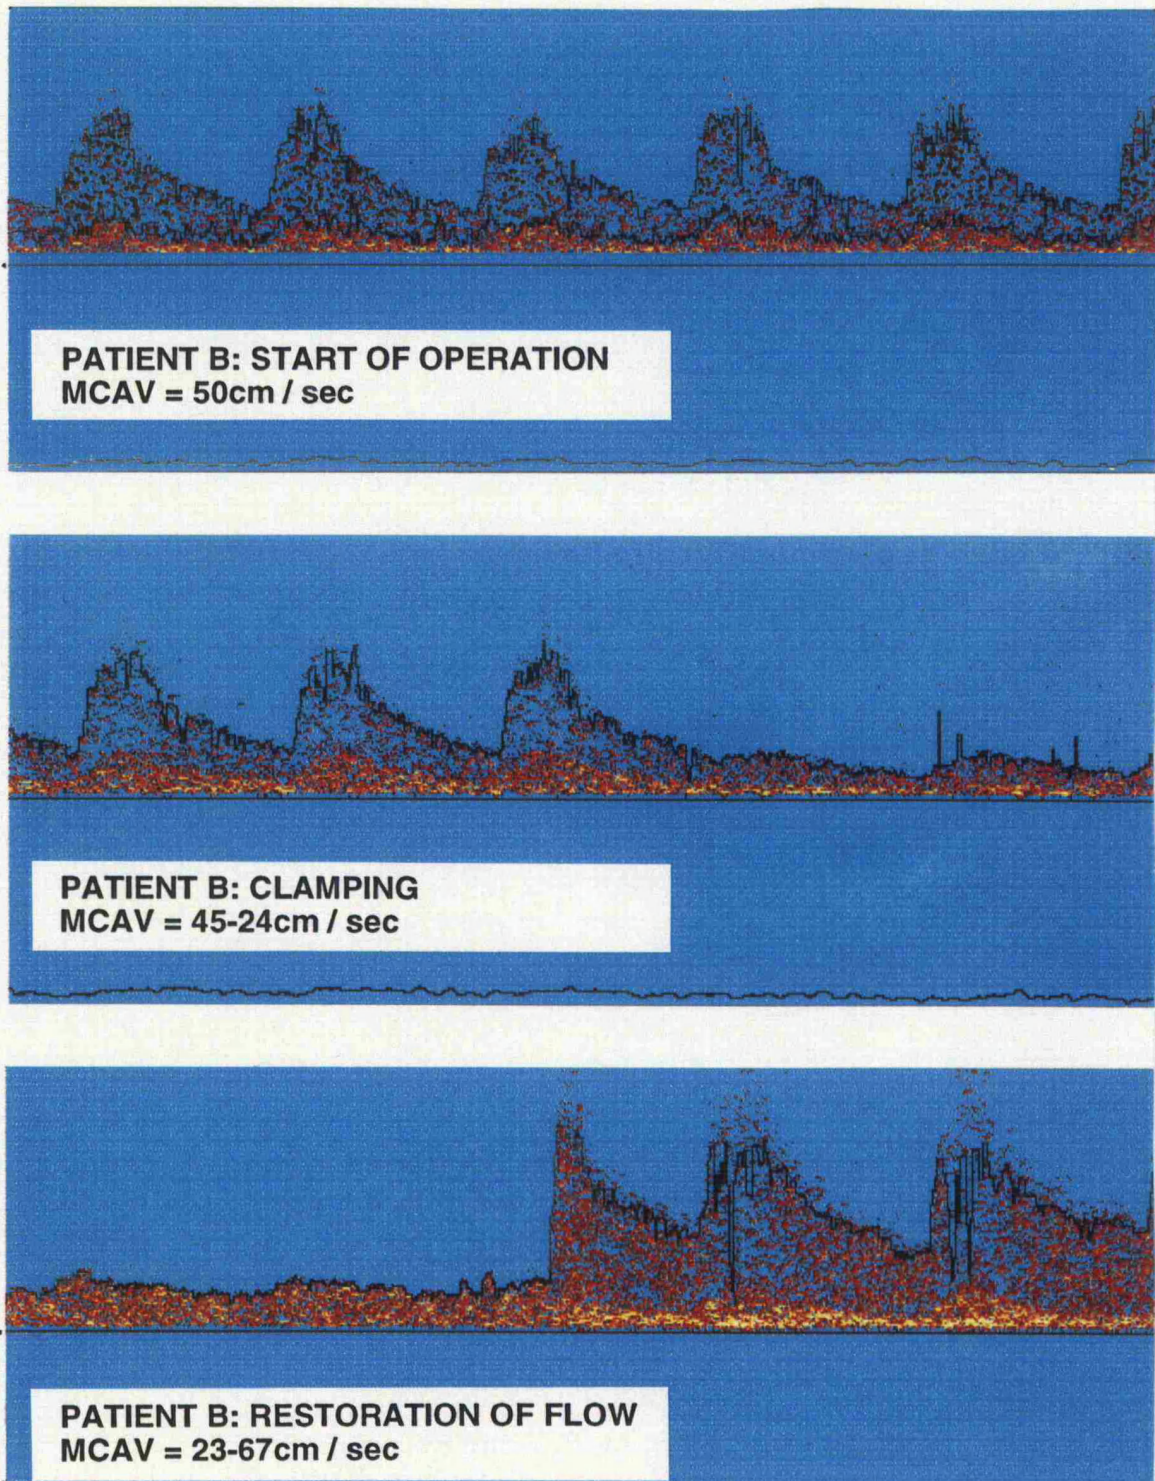 PATIENT B: START OF OPERATION
MCAV = 50cm / sec
PATIENT B: CLAMPING
MCAV = 45-24cm / sec
PATIENT B: RESTORATION OF FLOW
MCAV = 23-67cm / sec